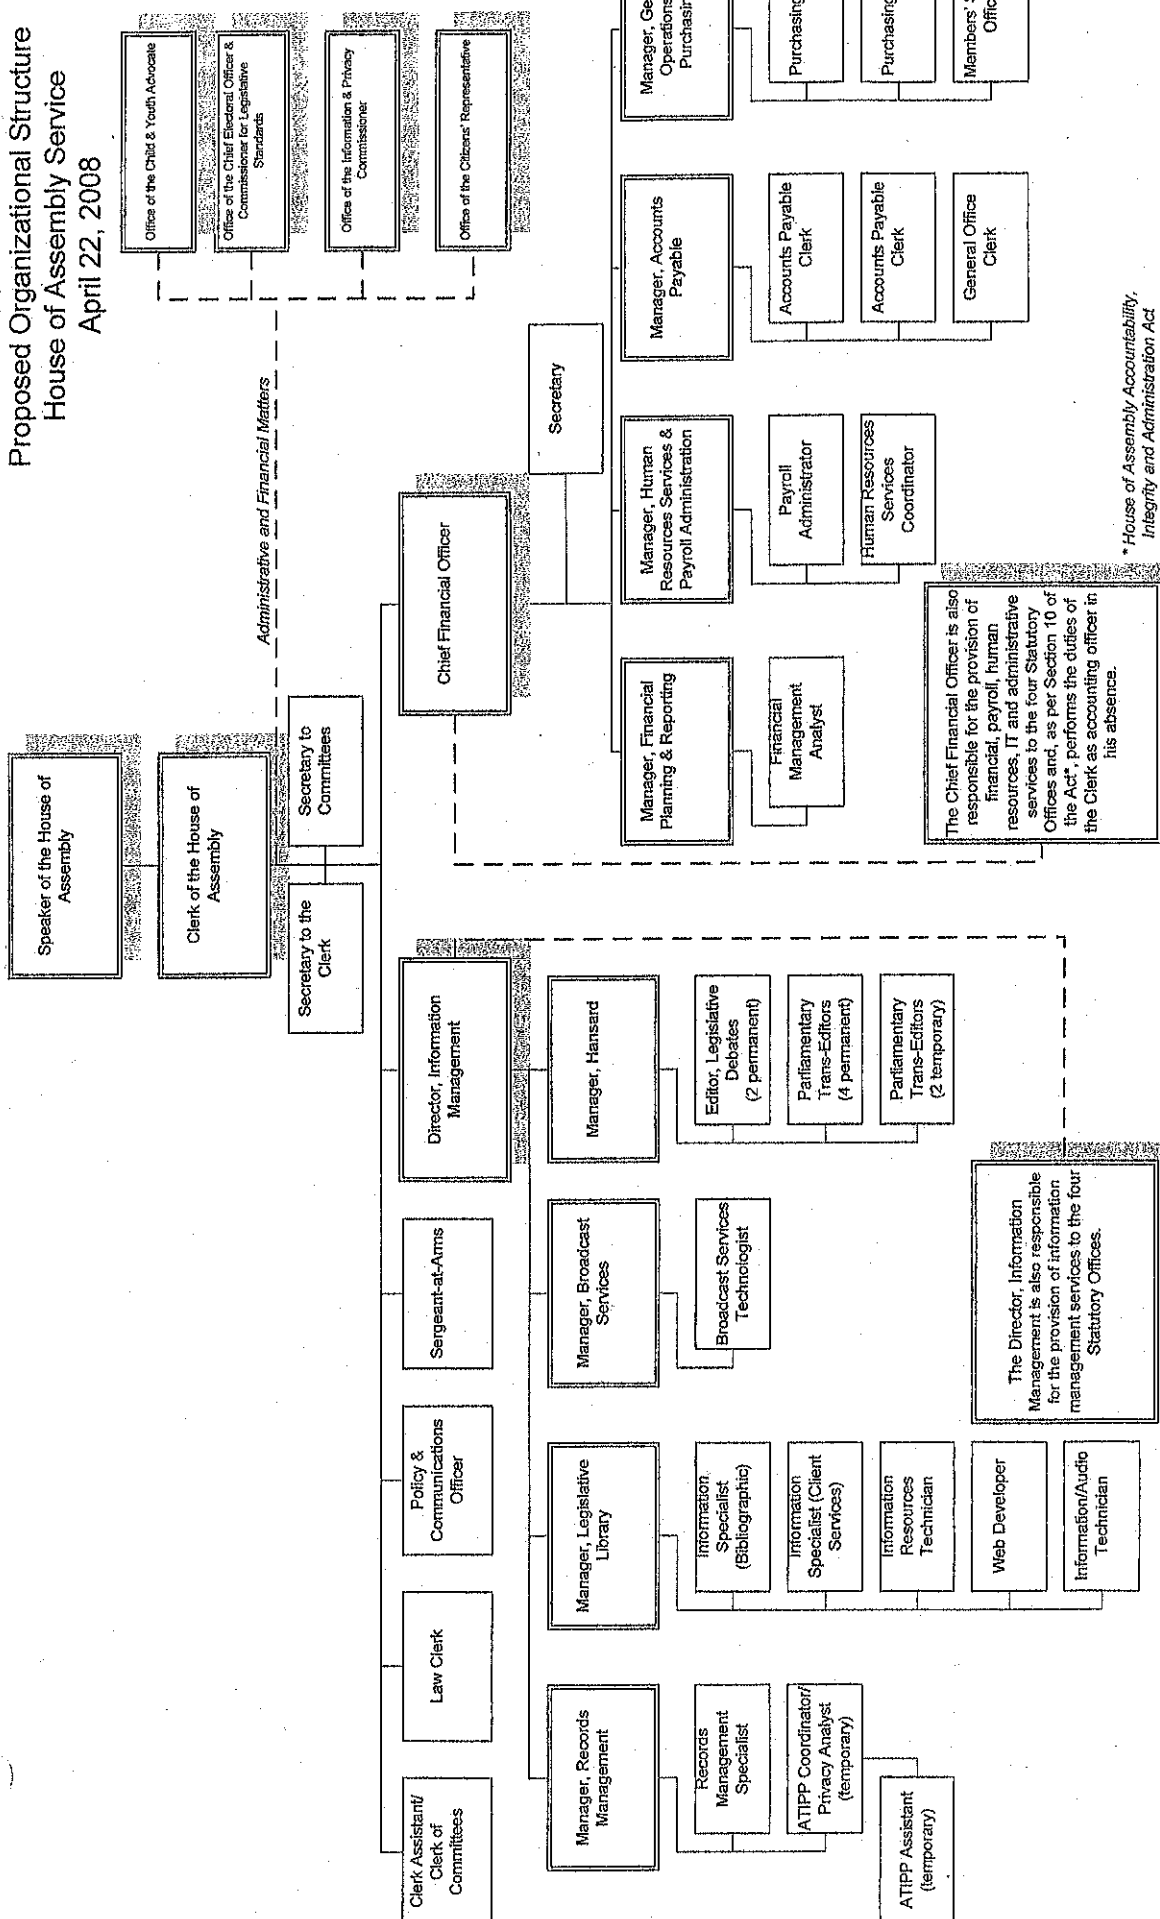 Proposed Organizational Structure
House of Assembly Service
April 22, 2008
Speaker of the House of
Assembly
Clerk of the House of
Assembly
Administrative and Financial Matters
Office of the Child & Youth Advocate
Office of the Chief Electoral Officer &
Commissioner for Legislative
Standards
Office of the Information & Privacy
Commissioner
Office of the Citizens' Representative
Secretary to the
Clerk
Secretary to
Committees
Clerk Assistant/
Clerk of
Committees
Law Clerk
Policy &
Communications
Officer
Sergeant-at-Arms
Director, Information
Management
Chief Financial Officer
Secretary
Manager, Records
Management
Records
Management
Specialist
ATIPP Coordinator/
Privacy Analyst
(temporary)
ATIPP Assistant
(temporary)
Manager, Legislative
Library
Information
Specialist
(Bibliographic)
Information
Specialist (Client
Services)
Information
Resources
Technician
Web Developer
Information/Audio
Technician
Manager, Broadcast
Services
Broadcast Services
Technologist
Manager, Hansard
Editor, Legislative
Debates
(2 permanent)
Parliamentary
Trans-Editors
(4 permanent)
Parliamentary
Trans-Editors
(2 temporary)
The Director, Information
Management is also responsible
for the provision of information
management services to the four
Statutory Offices.
Manager, Financial
Planning & Reporting
Financial
Management
Analyst
Manager, Human
Resources Services &
Payroll Administration
Payroll
Administrator
Human Resources
Services
Coordinator
Manager, Accounts
Payable
Accounts Payable
Clerk
Accounts Payable
Clerk
General Office
Clerk
Manager, Ge
Operations
Purchasin
Purchasing
Purchasing
Members'
Offic
The Chief Financial Officer is also
responsible for the provision of
financial, payroll, human
resources, IT and administrative
services to the four Statutory
Offices and, as per Section 10 of
the Act*, performs the duties of
the Clerk as accounting officer in
his absence.
* House of Assembly Accountability,
Integrity and Administration Act